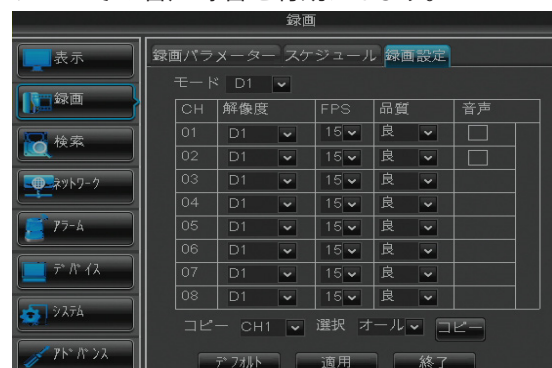 録画
表示
録画
検索
ネットワーク
アラーム
デバイス
システム
アドバンス
録画パラメーター スケジュール 録画設定
モード D1
CH 解像度 FPS 品質 音声
01 D1 15 良
02 D1 15 良
03 D1 15 良
04 D1 15 良
05 D1 15 良
06 D1 15 良
07 D1 15 良
08 D1 15 良
コピー CH1 選択 オール コピー
デフォルト 適用 終了